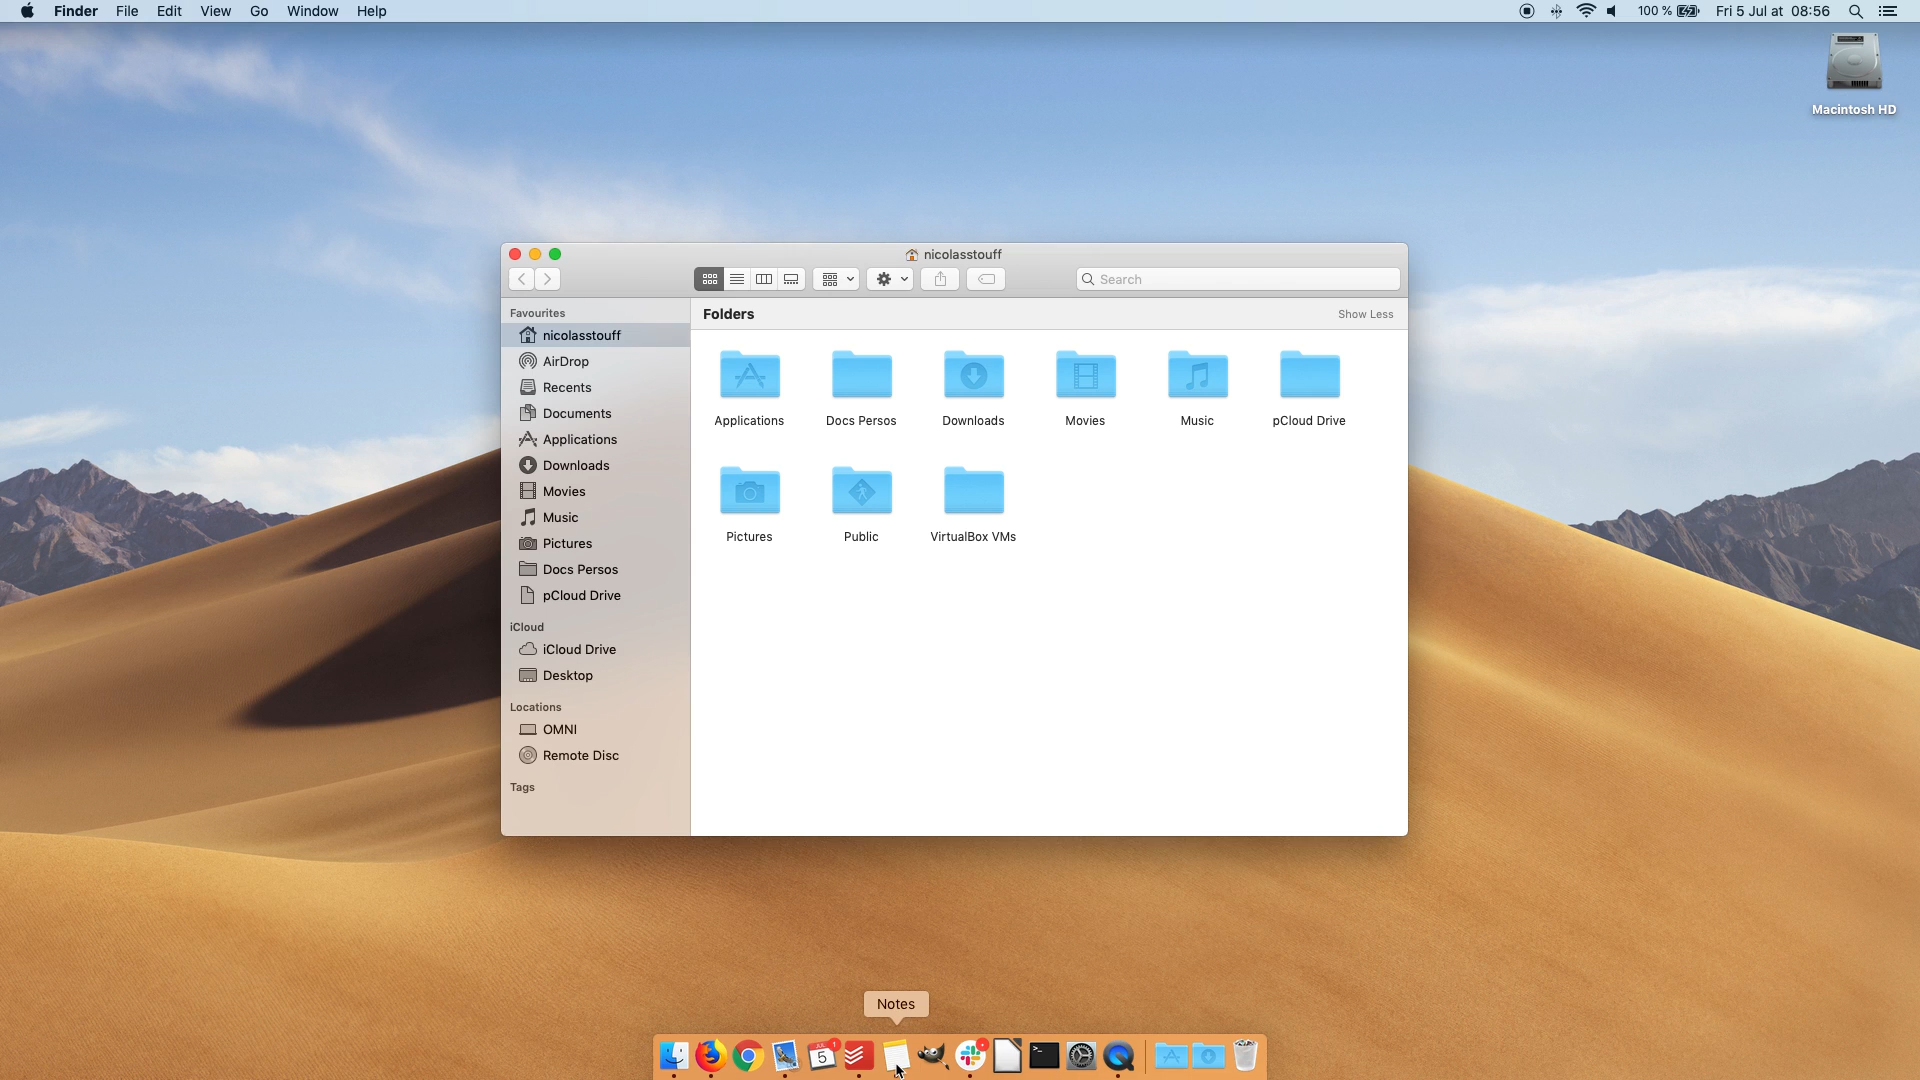 Finder File Edit View Go Window Help 100 % Fri 5 Jul at 08:56
Macintosh HD
nicolasstouff
Search
Favourites
nicolasstouff
AirDrop
Recents
Documents
Applications
Downloads
Movies
Music
Pictures
Docs Persos
pCloud Drive
iCloud
iCloud Drive
Desktop
Locations
OMNI
Remote Disc
Tags
Folders Show Less
Applications Docs Persos Downloads Movies Music pCloud Drive
Pictures Public VirtualBox VMs
Notes
JUL 5 1